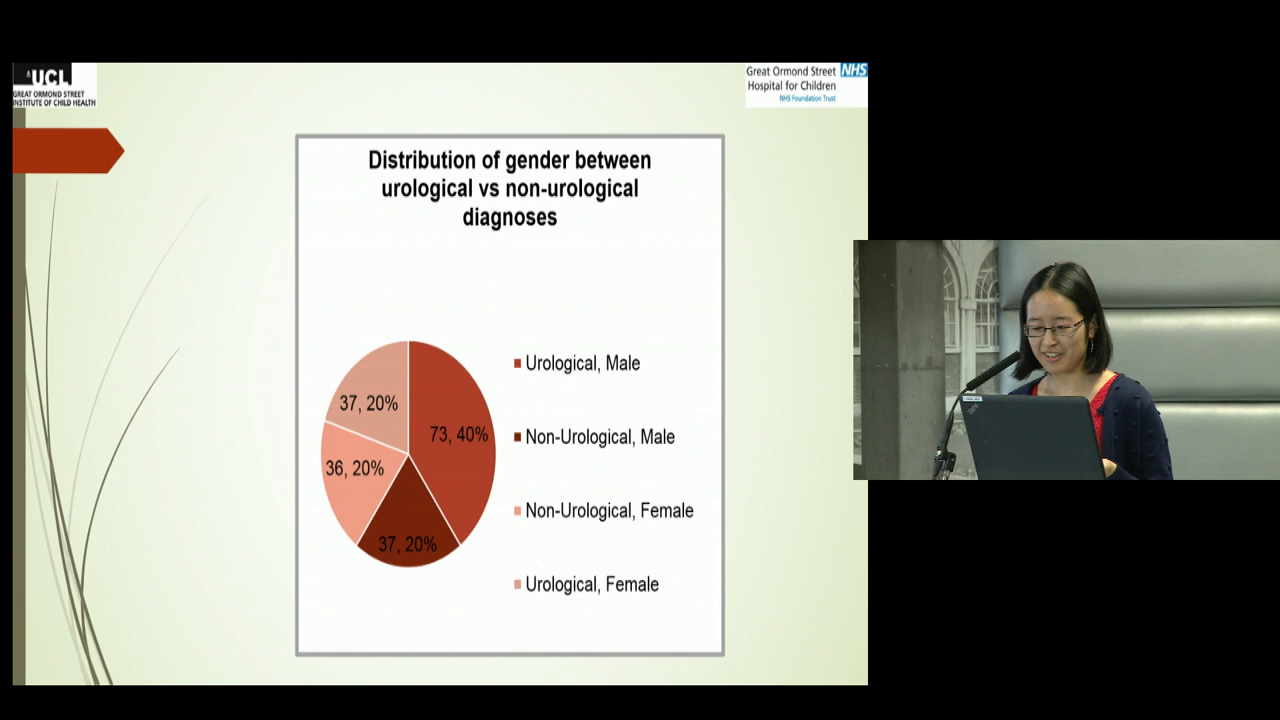 UCL
GREAT ORMOND STREET
INSTITUTE OF CHILD HEALTH
Great Ormond Street NHS
Hospital for Children
NHS Foundation Trust
Distribution of gender between
urological vs non-urological
diagnoses
37, 20%
73, 40%
36, 20%
37, 20%
Urological, Male
Non-Urological, Male
Non-Urological, Female
Urological, Female